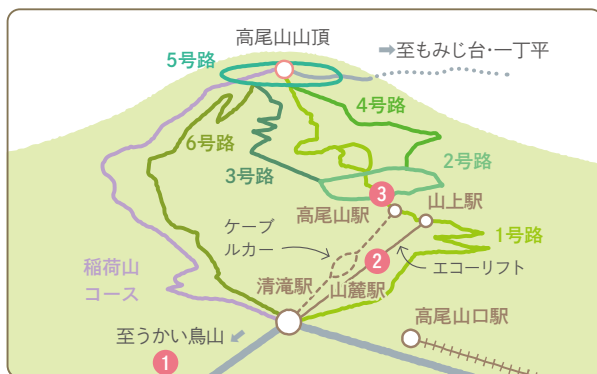 高尾山山頂
5号路
➡至もみじ台・一丁平
4号路
6号路
2号路
3号路
3
山上駅
高尾山駅
ケーブ
ルカー
1号路
2
エコーリフト
稲荷山
コース
清滝駅
山麓駅
高尾山口駅
至うかい鳥山
1